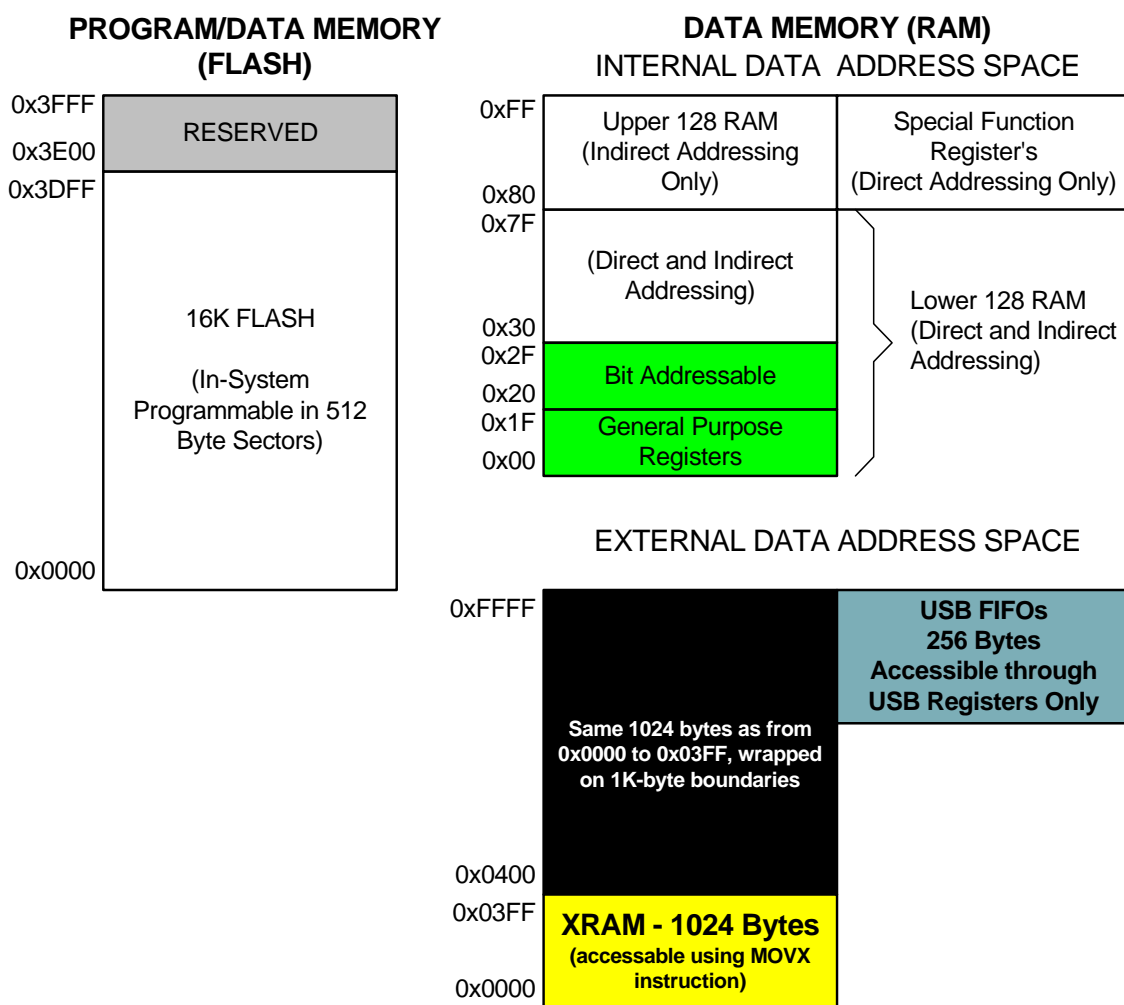 PROGRAM/DATA MEMORY
(FLASH)
0x3FFF
RESERVED
0x3E00
0x3DFF
16K FLASH
(In-System
Programmable in 512
Byte Sectors)
0x0000
DATA MEMORY (RAM)
INTERNAL DATA ADDRESS SPACE
0xFF
Upper 128 RAM
(Indirect Addressing
Only)
0x80
Special Function
Register's
(Direct Addressing Only)
0x7F
(Direct and Indirect
Addressing)
0x30
0x2F
Bit Addressable
0x20
0x1F
General Purpose
Registers
0x00
Lower 128 RAM
(Direct and Indirect
Addressing)
EXTERNAL DATA ADDRESS SPACE
0xFFFF
Same 1024 bytes as from
0x0000 to 0x03FF, wrapped
on 1K-byte boundaries
0x0400
USB FIFOs
256 Bytes
Accessible through
USB Registers Only
0x03FF
XRAM - 1024 Bytes
(accessable using MOVX
instruction)
0x0000